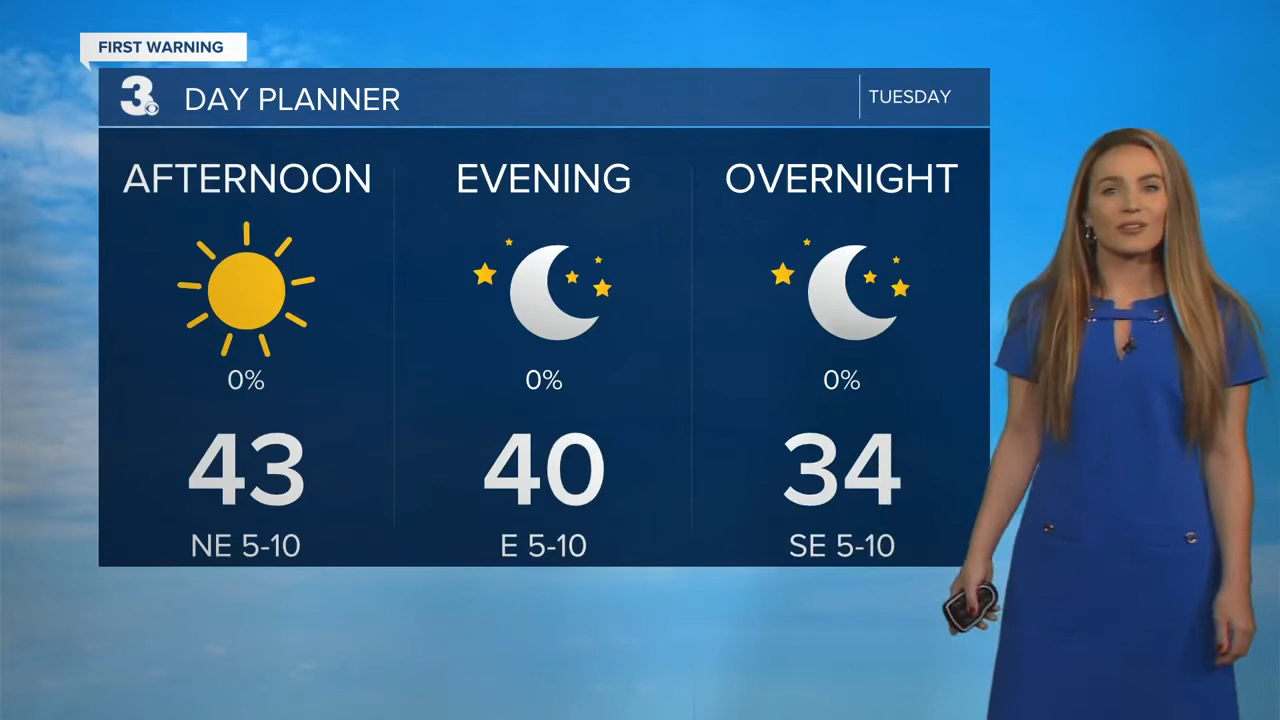 FIRST WARNING
3 DAY PLANNER
TUESDAY
AFTERNOON
EVENING
OVERNIGHT
0%
0%
0%
43
40
34
NE 5-10
E 5-10
SE 5-10